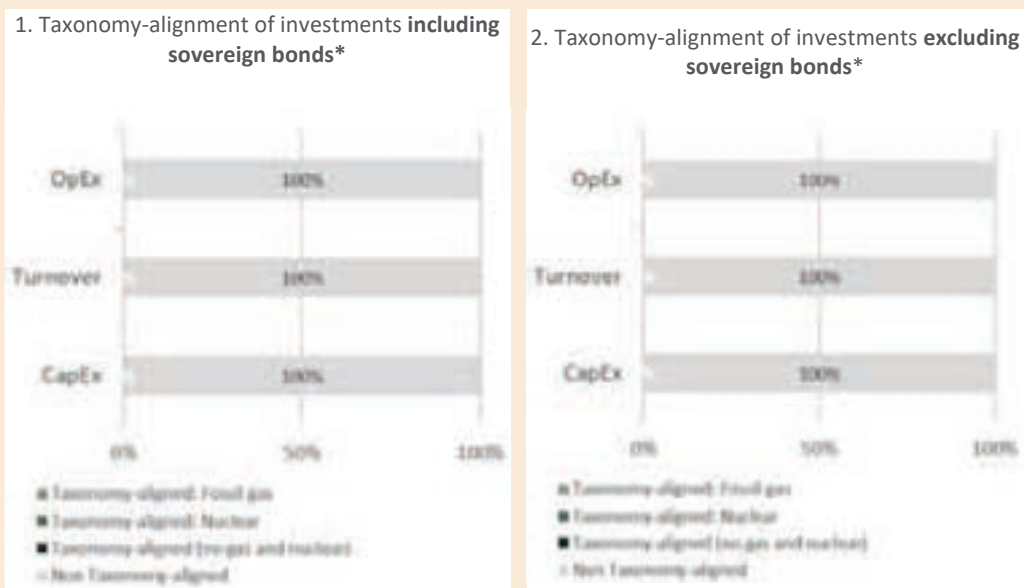 1. Taxonomy-alignment of investments including
sovereign bonds*
OpEx
100%
Turnover
100%
CapEx
100%
0%
50%
100%
Taxonomy-aligned: Fossil gas
Taxonomy-aligned: Nuclear
Taxonomy-aligned (no gas and nuclear)
Non Taxonomy-aligned
2. Taxonomy-alignment of investments excluding
sovereign bonds*
OpEx
100%
Turnover
100%
CapEx
100%
0%
50%
100%
Taxonomy-aligned: Fossil gas
Taxonomy-aligned: Nuclear
Taxonomy-aligned (no gas and nuclear)
Non Taxonomy-aligned